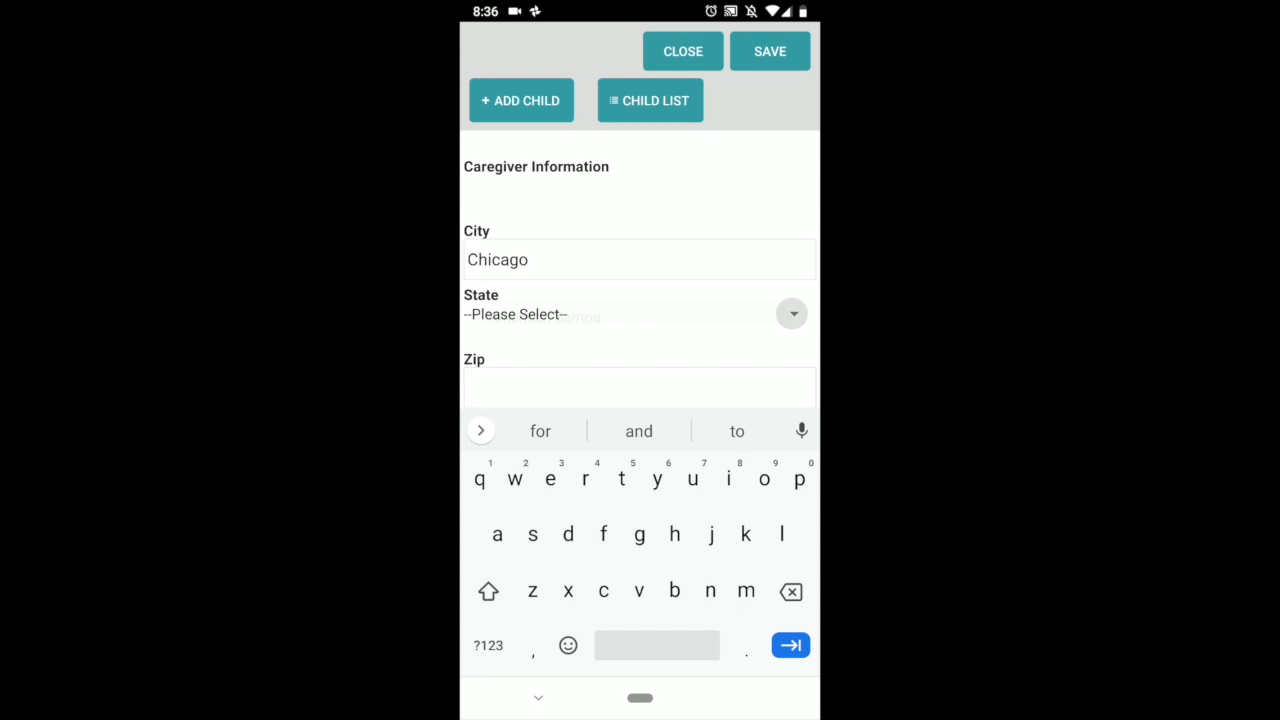 8:36
CLOSE SAVE
+ ADD CHILD CHILD LIST
Caregiver Information
City
Chicago
State
--Please Select--
Zip
for and to
1 2 3 4 5 6 7 8 9 0
q w e r t y u i o p
a s d f g h j k l
z x c v b n m
?123 , .